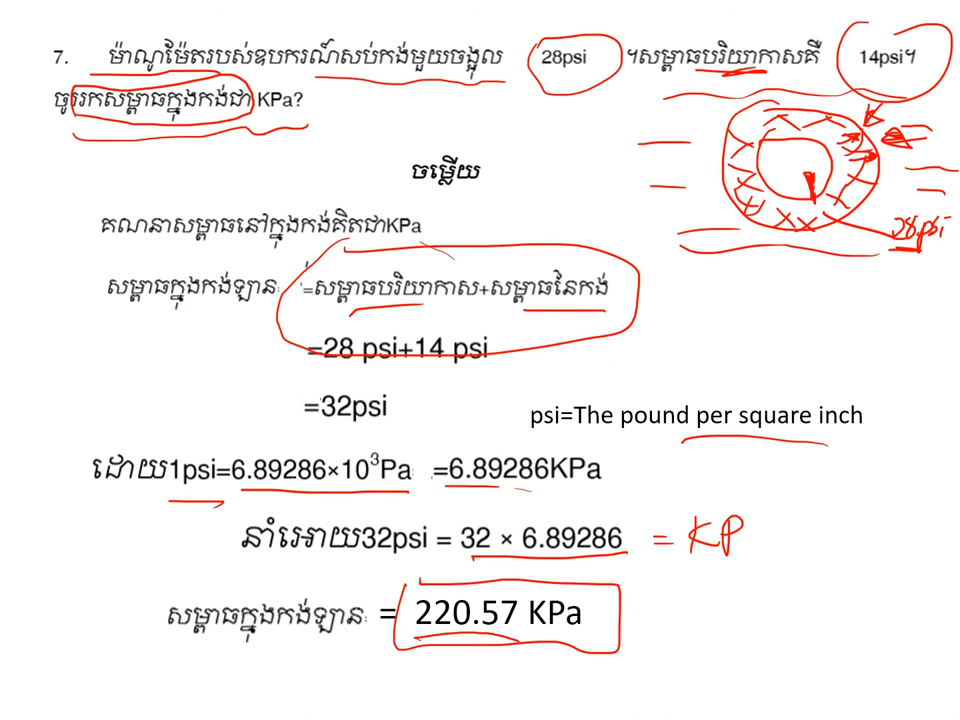 7. ម៉ាណូម៉ែតរបស់ឧបករណ៍សប់កង់មួយចង្អុល 28psi ។សម្ពាធបរិយាកាសគឺ 14psi។
ចូររកសម្ពាធក្នុងកង់ជា KPa?
28psi
ចម្លើយ
គណនាសម្ពាធនៅក្នុងកង់គិតជាKPa
សម្ពាធក្នុងកង់ឡានៈ =សម្ពាធបរិយាកាស+សម្ពាធនៃកង់
=28 psi+14 psi
=32psi
psi=The pound per square inch
ដោយ1psi=6.89286×10³Pa =6.89286KPa
នាំអោយ32psi = 32 × 6.89286 = KP
សម្ពាធក្នុងកង់ឡានៈ = 220.57 KPa